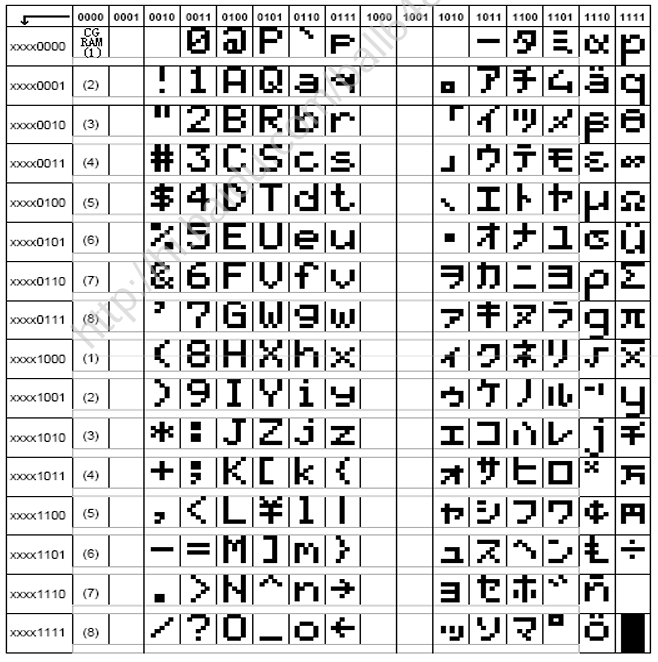 0000 0001 0010 0011 0100 0101 0110 0111 1000 1001 1010 1011 1100 1101 1110 1111
xxxx0000 CG RAM (1) 0 @ P ` p ー タ ミ α p
xxxx0001 (2) ! 1 A Q a q 。 ア チ ム ä q
xxxx0010 (3) " 2 B R b r 「 イ ツ メ β θ
xxxx0011 (4) # 3 C S c s 」 ウ テ モ ε ∞
xxxx0100 (5) $ 4 D T d t 、 エ ト ヤ μ Ω
xxxx0101 (6) % 5 E U e u ・ オ ナ ユ σ ü
xxxx0110 (7) & 6 F V f v ヲ カ ニ ヨ ρ Σ
xxxx0111 (8) ' 7 G W g w ァ キ ヌ ラ g π
xxxx1000 (1) ( 8 H X h x ィ ク ネ リ √ x̄
xxxx1001 (2) ) 9 I Y i y ゥ ケ ノ ル ⁻¹ y
xxxx1010 (3) * : J Z j z ェ コ ハ レ j 千
xxxx1011 (4) + ; K [ k { ォ サ ヒ ロ ˣ 万
xxxx1100 (5) , < L ¥ l | ャ シ フ ワ ¢ 円
xxxx1101 (6) - = M ] m } ュ ス ヘ ン £ ÷
xxxx1110 (7) . > N ^ n → ョ セ ホ ゙ ñ
xxxx1111 (8) / ? O _ o ← ッ ソ マ ゚ ö █